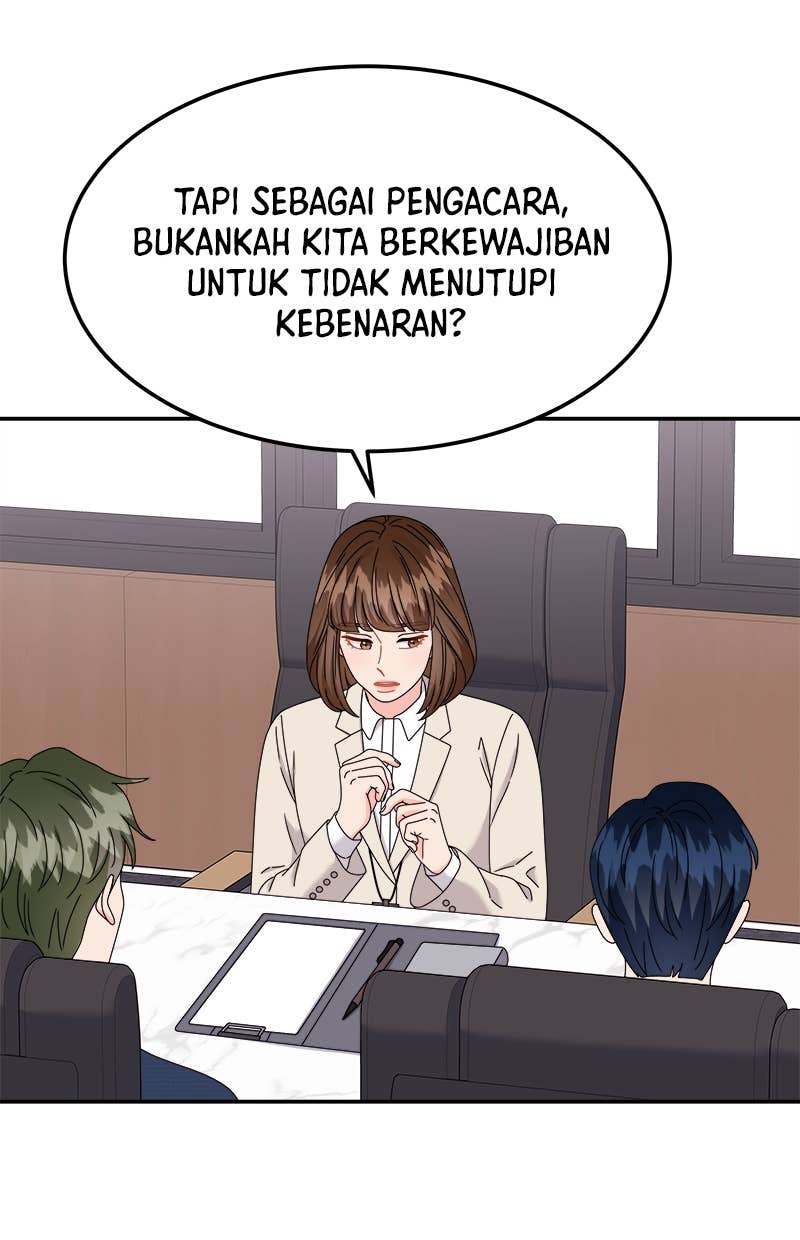 TAPI SEBAGAI PENGACARA,
BUKANKAH KITA BERKEWAJIBAN
UNTUK TIDAK MENUTUPI
KEBENARAN?